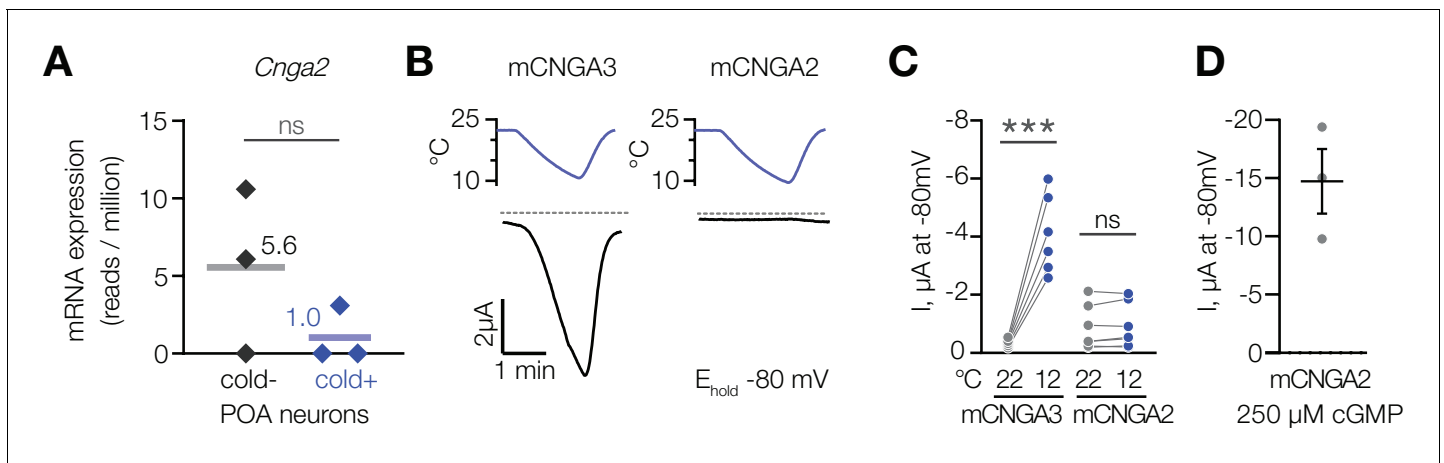 A
Cnga2
ns
mRNA expression
(reads / million)
15
10
5
0
5.6
1.0
cold-
cold+
POA neurons
B
mCNGA3
mCNGA2
°C
25
10
°C
25
10
2µA
1 min
E hold -80 mV
C
I, µA at -80mV
-8
-6
-4
-2
0
***
ns
°C 22 12 22 12
mCNGA3 mCNGA2
D
I, µA at -80mV
-20
-15
-10
-5
0
mCNGA2
250 µM cGMP